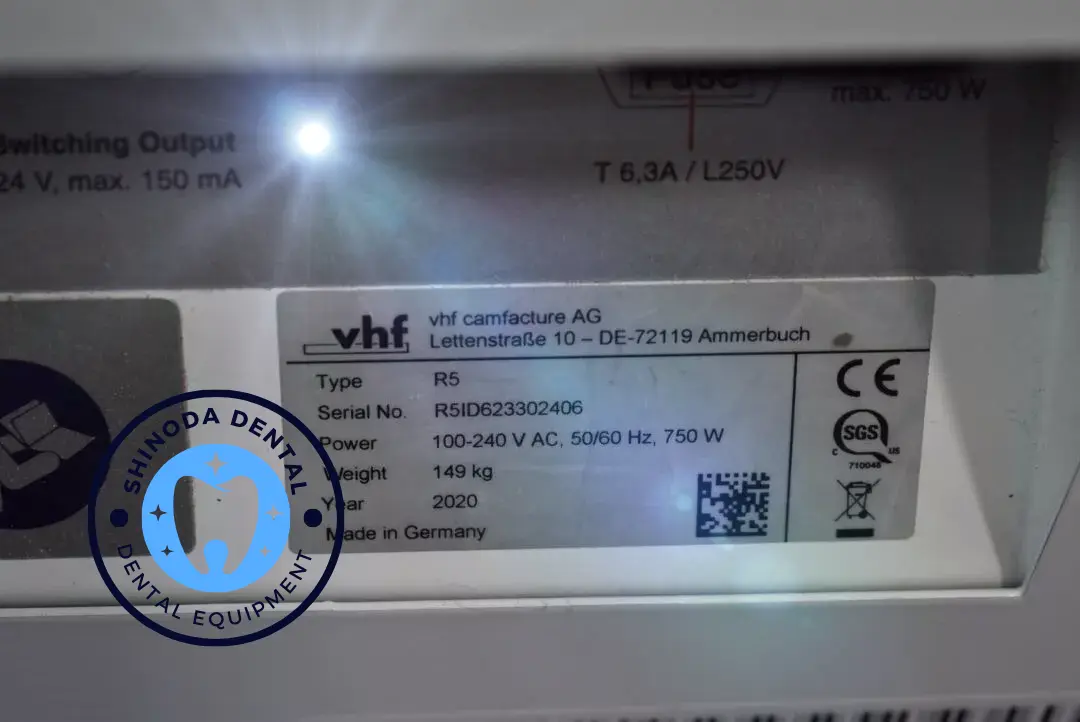 Switching Output
24 V, max. 150 mA
Fuse
T 6,3A / L250V
max. 750 W
vhf
vhf camfacture AG
Lettenstraße 10 – DE-72119 Ammerbuch
Type R5
Serial No. R5ID623302406
Power 100-240 V AC, 50/60 Hz, 750 W
Weight 149 kg
Year 2020
Made in Germany
CE
SGS
C US
710048
SHINODA DENTAL
DENTAL EQUIPMENT